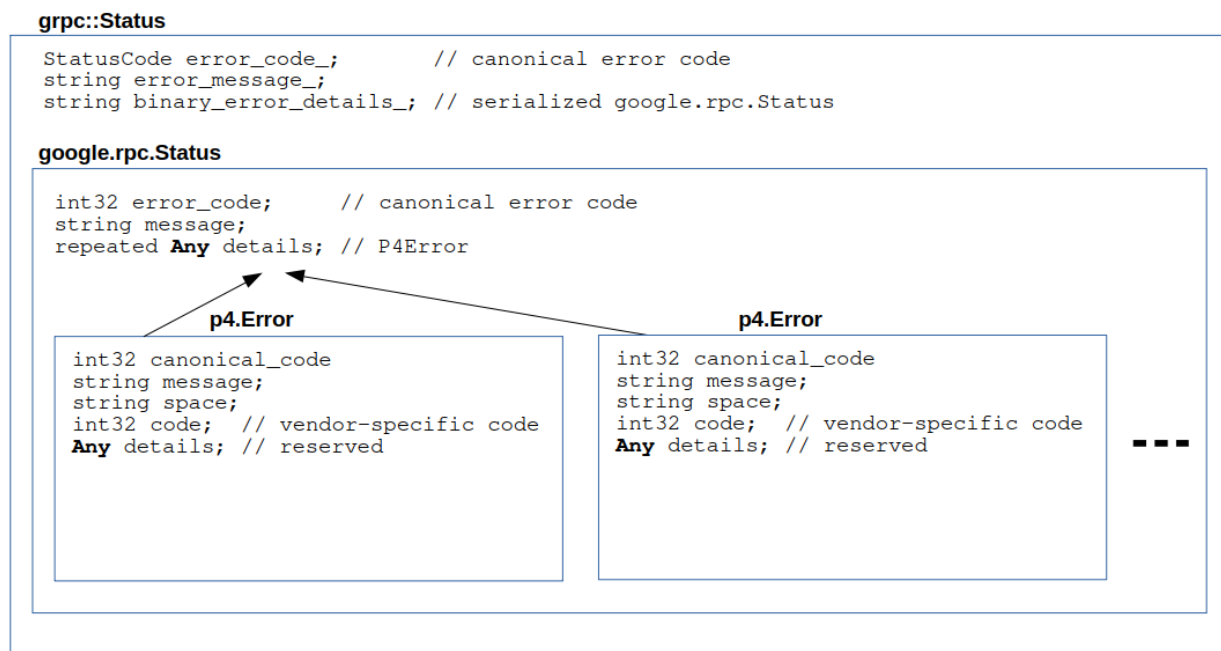 grpc::Status
StatusCode error_code_; // canonical error code
string error_message_;
string binary_error_details_; // serialized google.rpc.Status
google.rpc.Status
int32 error_code; // canonical error code
string message;
repeated Any details; // P4Error
p4.Error
int32 canonical_code
string message;
string space;
int32 code; // vendor-specific code
Any details; // reserved
p4.Error
int32 canonical_code
string message;
string space;
int32 code; // vendor-specific code
Any details; // reserved